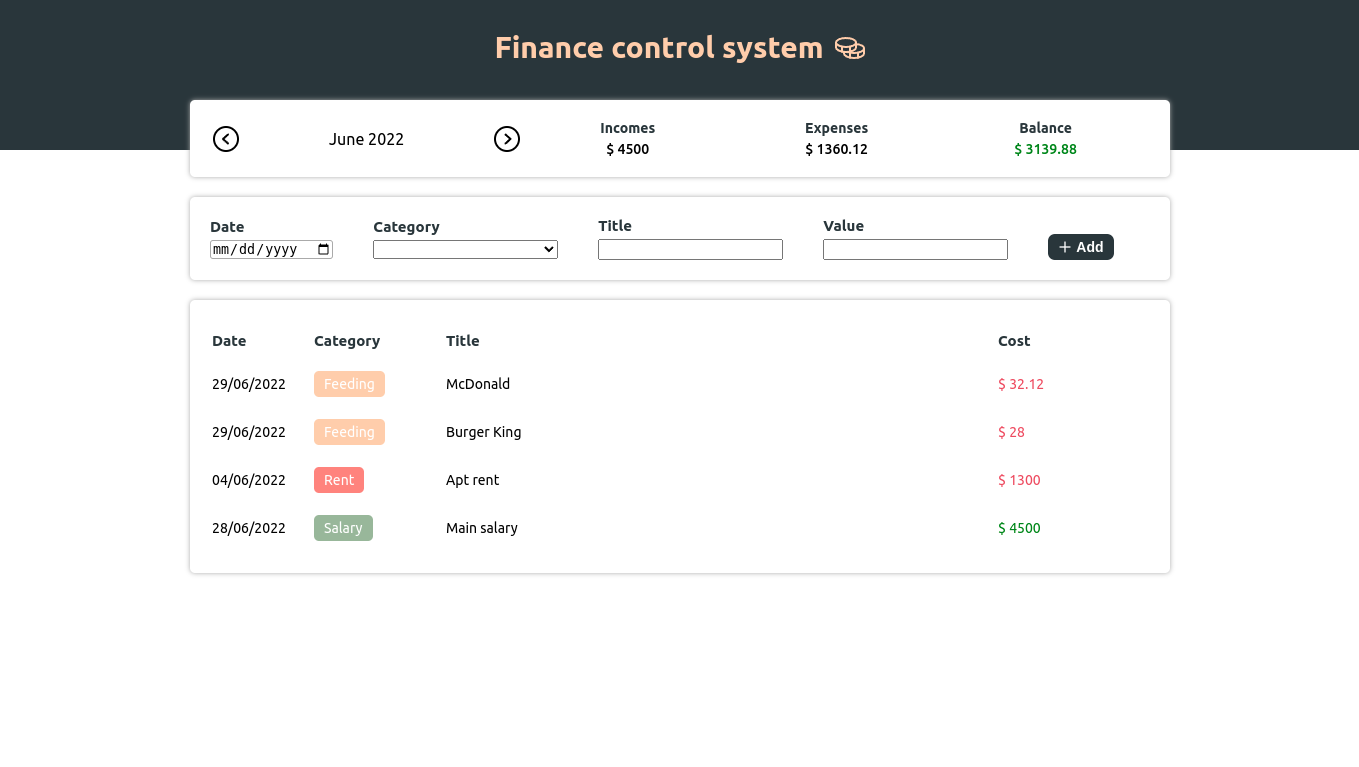 Finance control system
June 2022
Incomes
$ 4500
Expenses
$ 1360.12
Balance
$ 3139.88
Date
mm/dd/yyyy
Category
Title
Value
Add
Date Category Title Cost
29/06/2022 Feeding McDonald $ 32.12
29/06/2022 Feeding Burger King $ 28
04/06/2022 Rent Apt rent $ 1300
28/06/2022 Salary Main salary $ 4500